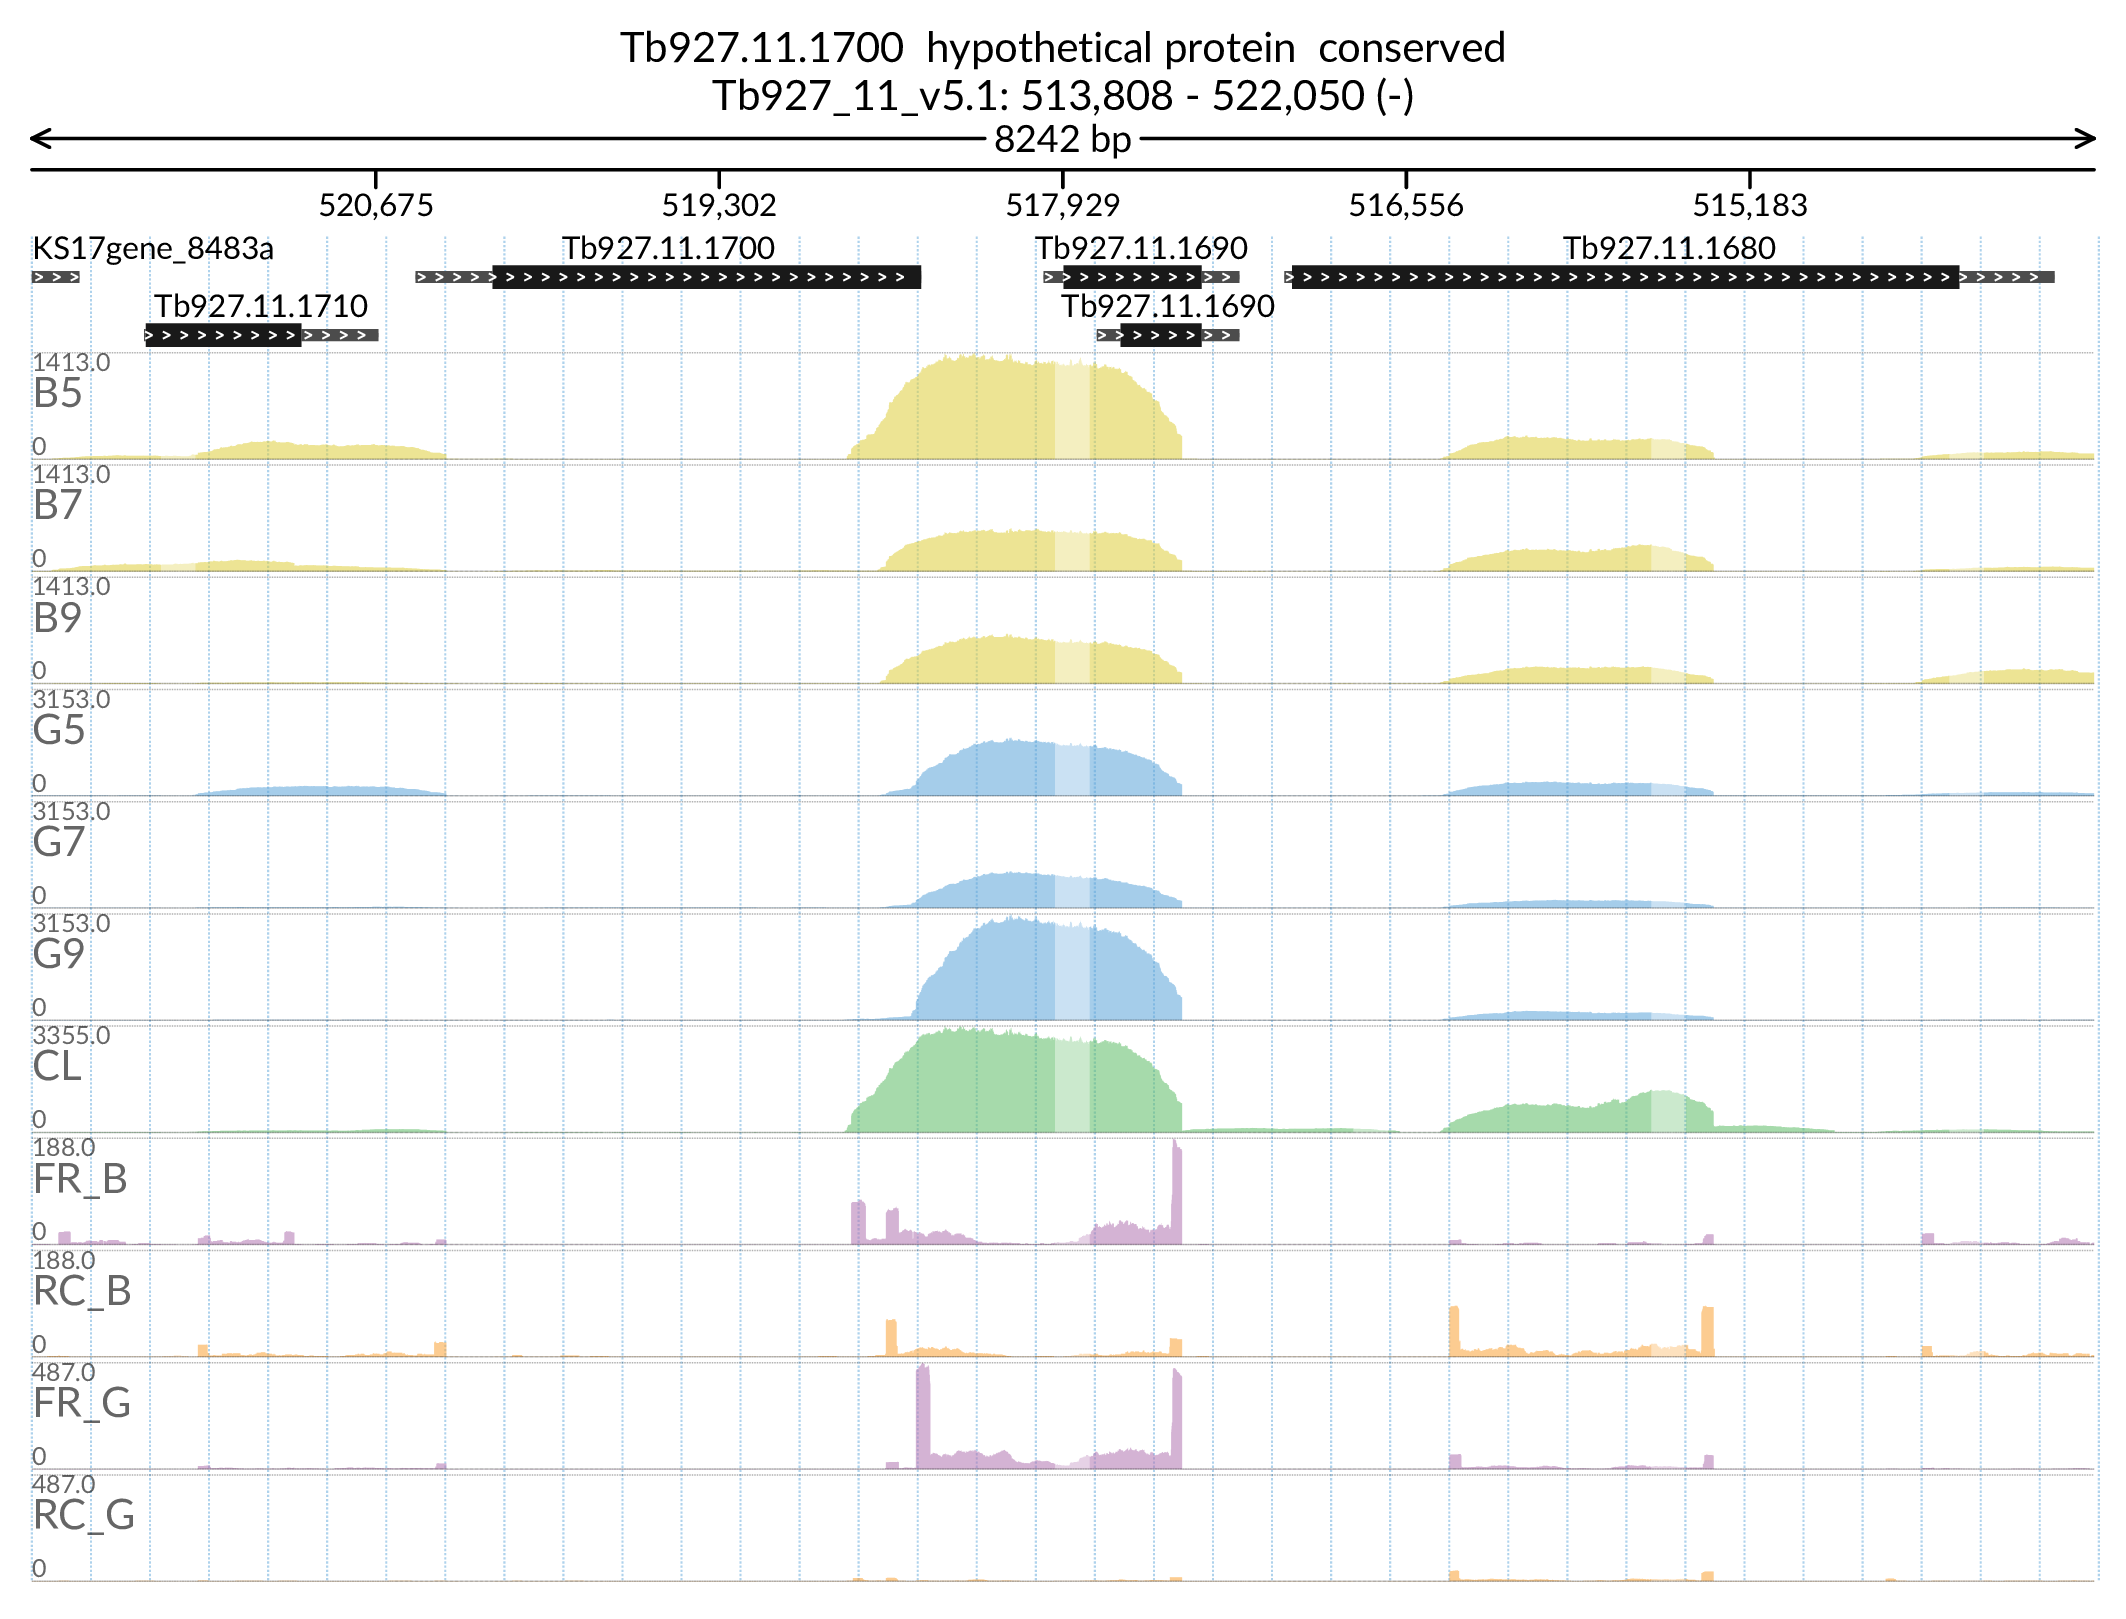 Tb927.11.1700  hypothetical protein  conserved
Tb927_11_v5.1: 513,808 - 522,050 (-)
8242 bp
520,675 519,302 517,929 516,556 515,183
KS17gene_8483a Tb927.11.1700 Tb927.11.1690 Tb927.11.1680
Tb927.11.1710 Tb927.11.1690
1413.0
B5
0
1413.0
B7
0
1413.0
B9
0
3153.0
G5
0
3153.0
G7
0
3153.0
G9
0
3355.0
CL
0
188.0
FR_B
0
188.0
RC_B
0
487.0
FR_G
0
487.0
RC_G
0